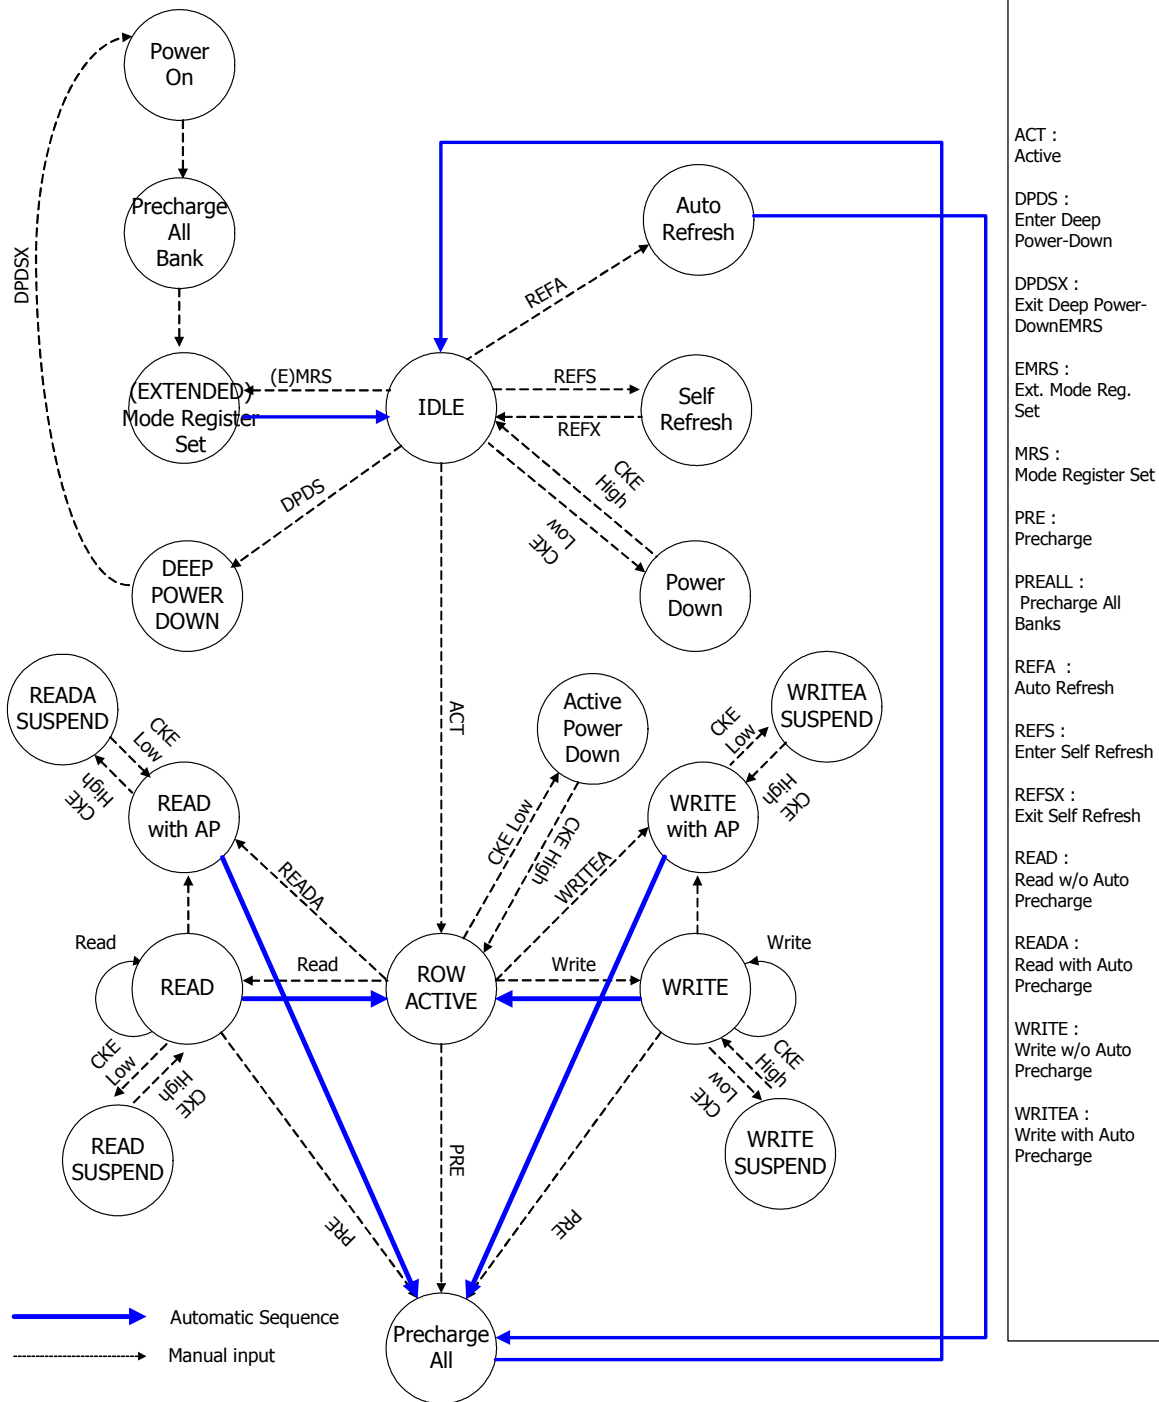 Power
On
Precharge
All
Bank
DPDSX
Auto
Refresh
REFA
(EXTENDED)
Mode Register
Set
(E)MRS
IDLE
REFS
REFX
Self
Refresh
CKE
High
CKE
Low
DPDS
DEEP
POWER
DOWN
Power
Down
READA
SUSPEND
CKE
Low
CKE
High
READ
with AP
ACT
Active
Power
Down
CKE Low
CKE High
WRITEA
SUSPEND
CKE
Low
CKE
High
WRITE
with AP
READA
WRITEA
Read
READ
Read
ROW
ACTIVE
Write
WRITE
Write
CKE
Low
CKE
High
READ
SUSPEND
CKE
High
CKE
Low
WRITE
SUSPEND
PRE
PRE
PRE
Precharge
All
Automatic Sequence
Manual input
ACT :
Active
DPDS :
Enter Deep
Power-Down
DPDSX :
Exit Deep Power-
DownEMRS
EMRS :
Ext. Mode Reg.
Set
MRS :
Mode Register Set
PRE :
Precharge
PREALL :
Precharge All
Banks
REFA :
Auto Refresh
REFS :
Enter Self Refresh
REFSX :
Exit Self Refresh
READ :
Read w/o Auto
Precharge
READA :
Read with Auto
Precharge
WRITE :
Write w/o Auto
Precharge
WRITEA :
Write with Auto
Precharge